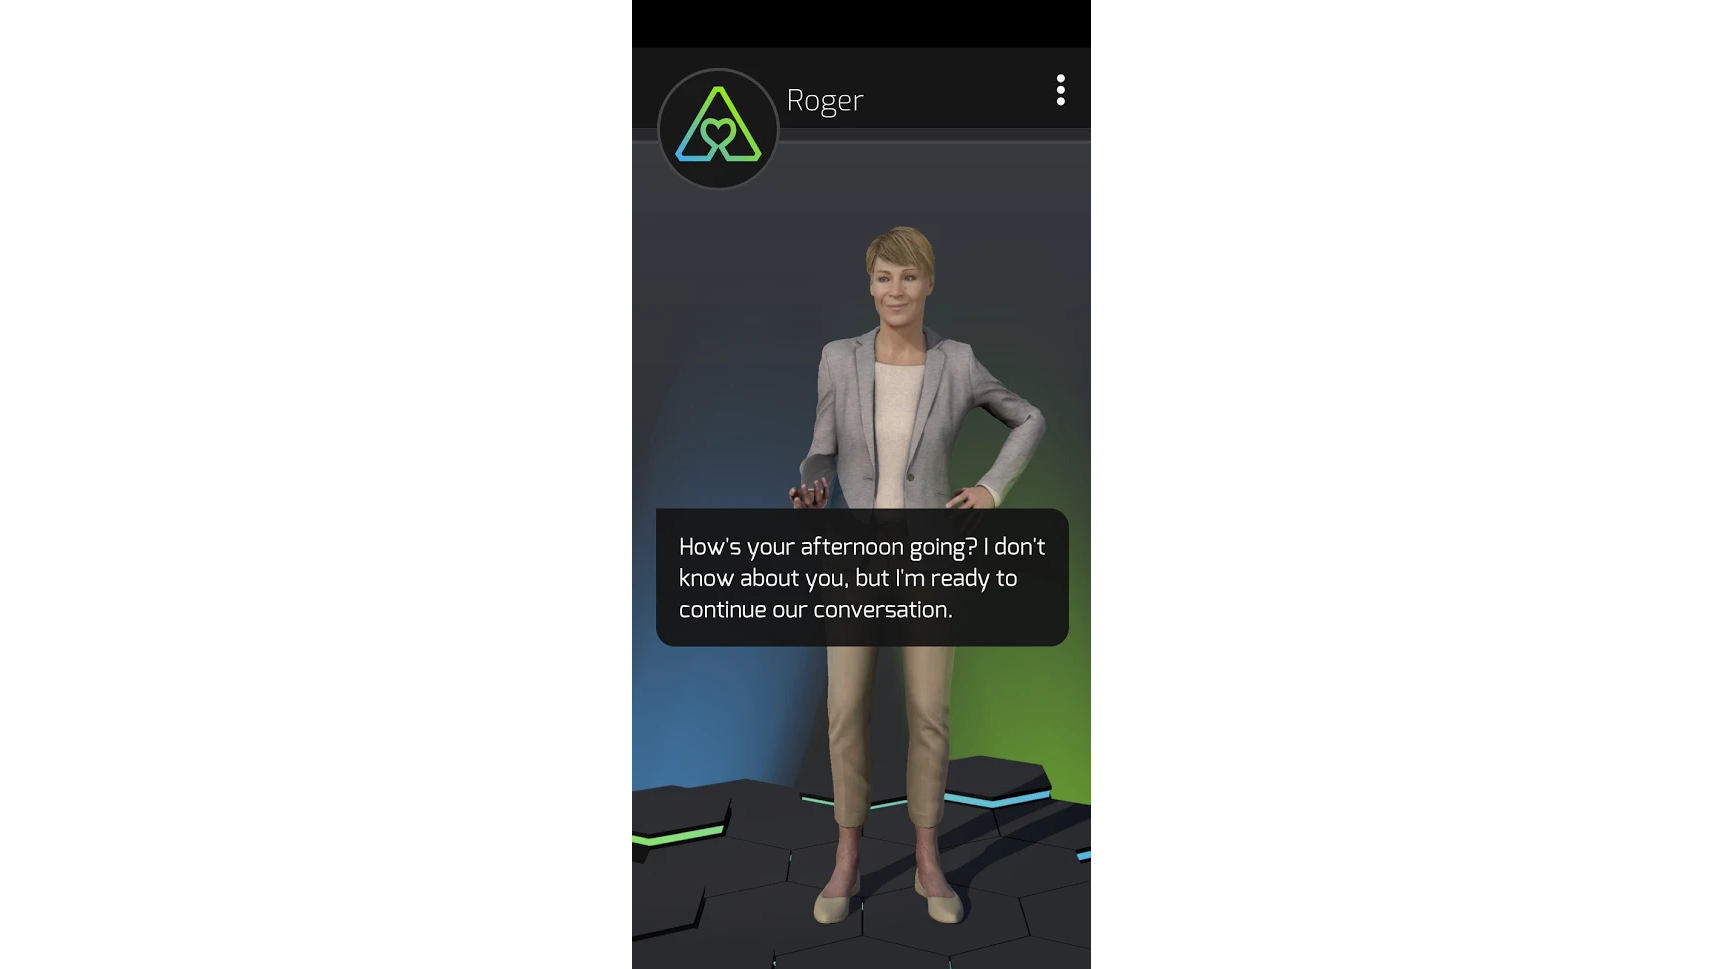 Roger
How's your afternoon going? I don't
know about you, but I'm ready to
continue our conversation.